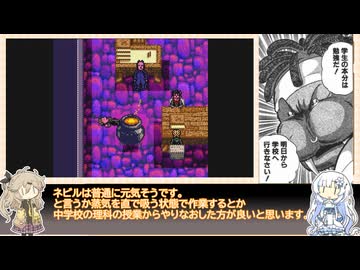 学生の本分は
勉強だ！
明日から
学校へ
行きなさい！
ネビルは普通に元気そうです。
と言うか蒸気を直で吸う状態で作業するとか
中学校の理科の授業からやりなおした方が良いと思います。